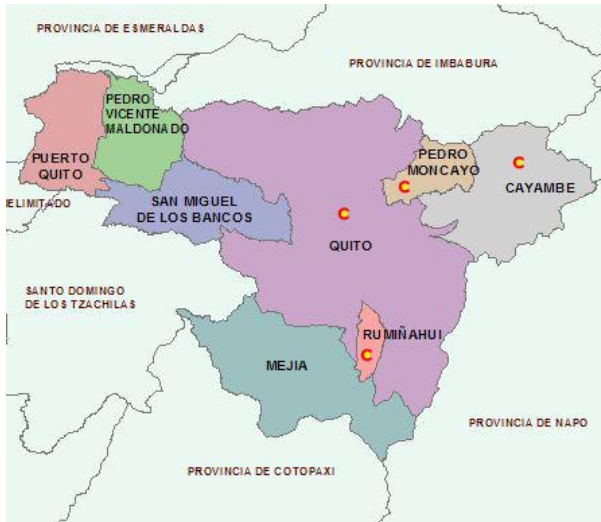 PROVINCIA DE ESMERALDAS
PROVINCIA DE IMBABURA
PEDRO
VICENTE
MALDONADO
PUERTO
QUITO
PEDRO
MONCAYO
C
C
CAYAMBE
SAN MIGUEL
DE LOS BANCOS
C
QUITO
ELIMITADO
SANTO DOMINGO
DE LOS TZACHILAS
RUMIÑAHUI
C
MEJIA
PROVINCIA DE NAPO
PROVINCIA DE COTOPAXI